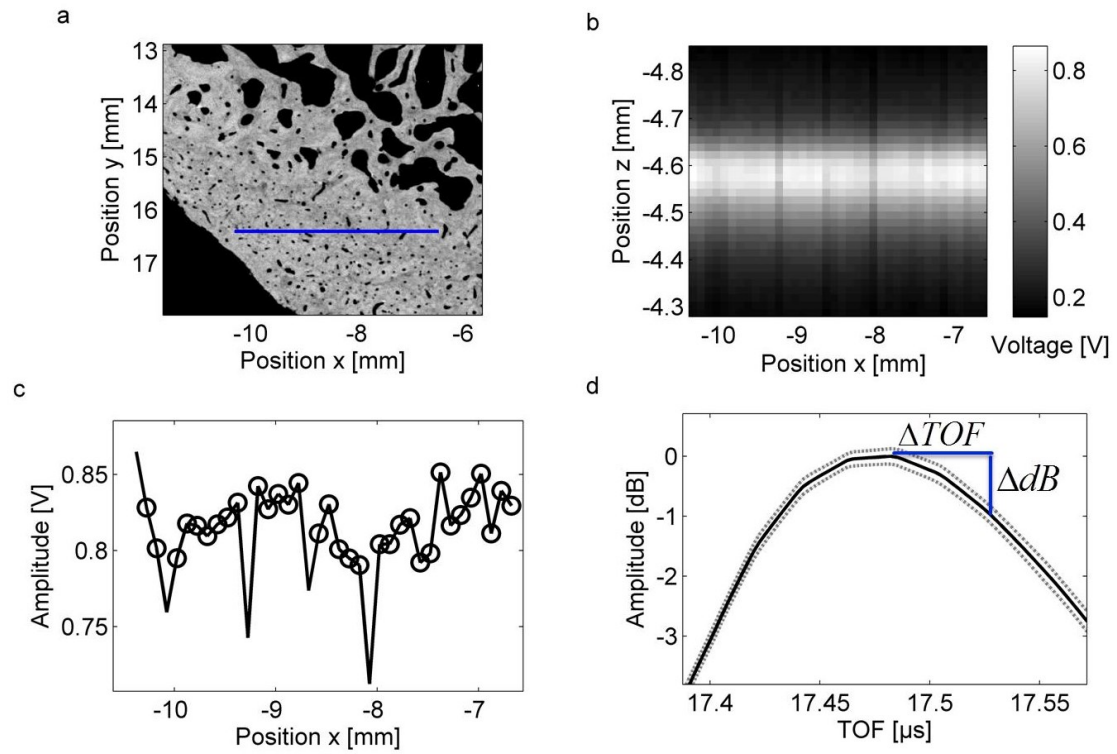 a
13
14
15
16
17
Position y [mm]
-10
-8
-6
Position x [mm]
b
-4.8
-4.7
-4.6
-4.5
-4.4
-4.3
Position z [mm]
-10
-9
-8
-7
Position x [mm]
0.8
0.6
0.4
0.2
Voltage [V]
c
0.85
0.8
0.75
Amplitude [V]
-10
-9
-8
-7
Position x [mm]
d
0
-1
-2
-3
Amplitude [dB]
ΔTOF
ΔdB
17.4
17.45
17.5
17.55
TOF [µs]